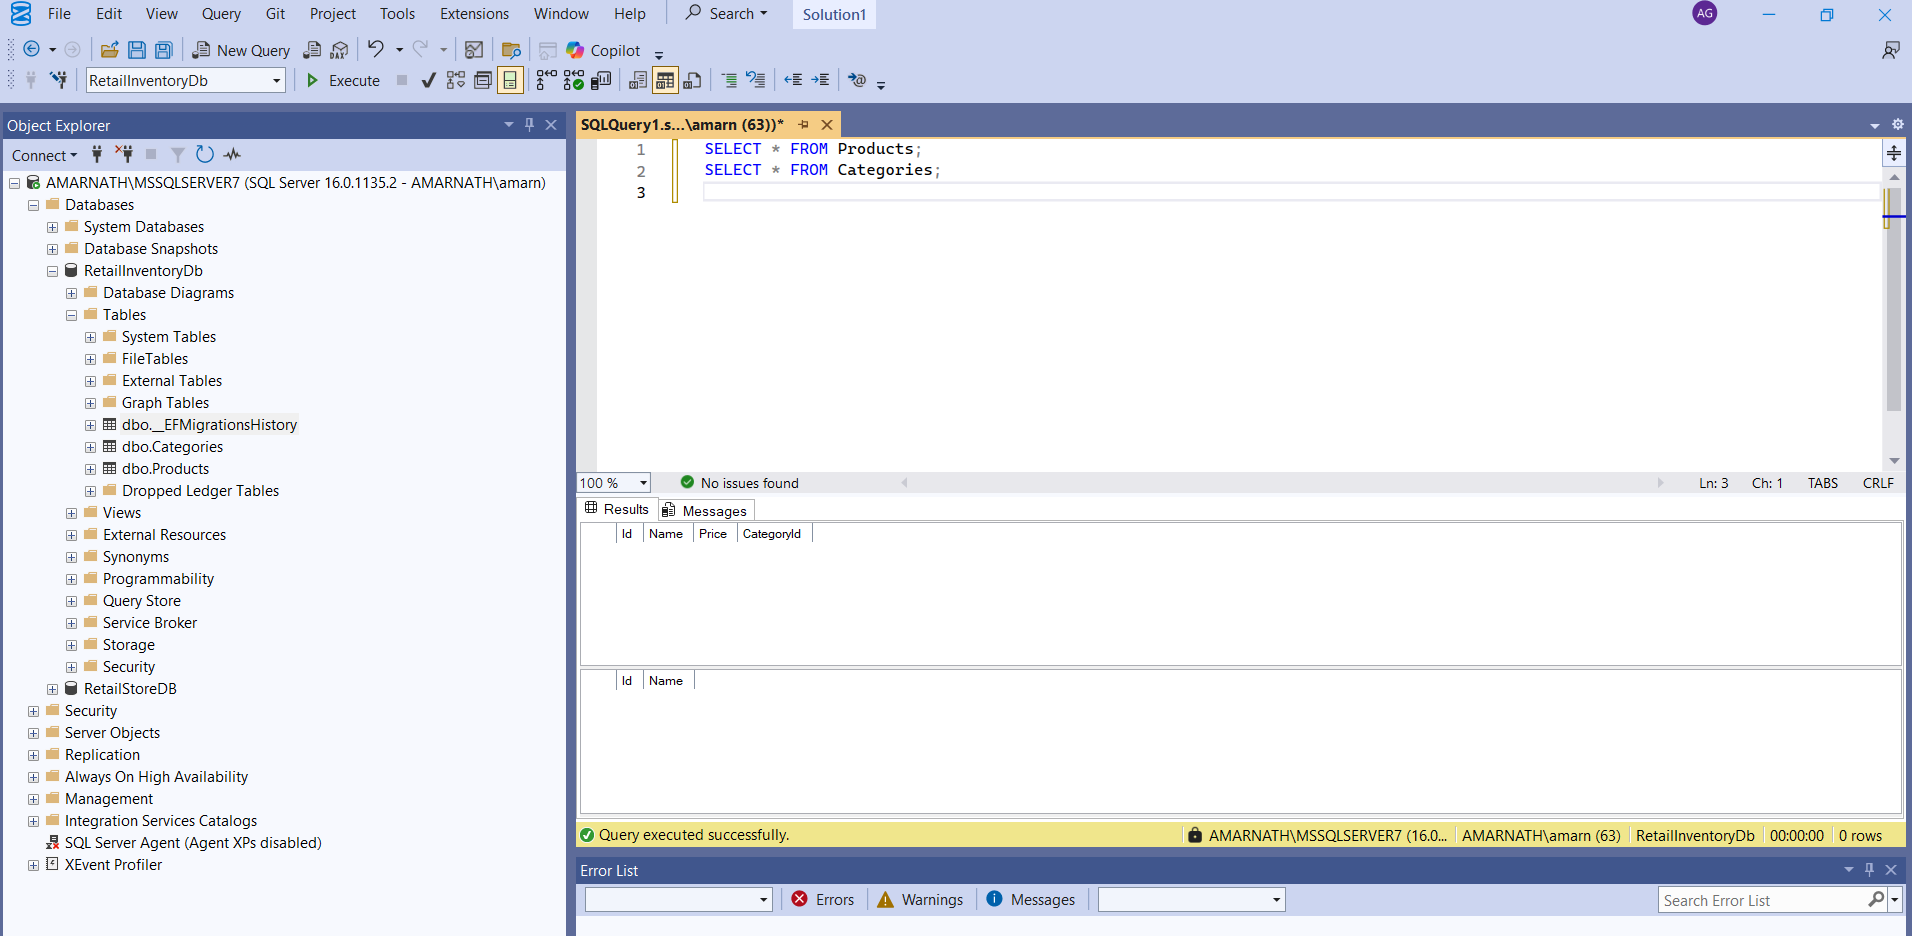 File Edit View Query Git Project Tools Extensions Window Help Search Solution1 AG
New Query DAX Copilot
RetailInventoryDb Execute
Object Explorer
Connect
AMARNATH\MSSQLSERVER7 (SQL Server 16.0.1135.2 - AMARNATH\amarn)
Databases
System Databases
Database Snapshots
RetailInventoryDb
Database Diagrams
Tables
System Tables
FileTables
External Tables
Graph Tables
dbo.__EFMigrationsHistory
dbo.Categories
dbo.Products
Dropped Ledger Tables
Views
External Resources
Synonyms
Programmability
Query Store
Service Broker
Storage
Security
RetailStoreDB
Security
Server Objects
Replication
Always On High Availability
Management
Integration Services Catalogs
SQL Server Agent (Agent XPs disabled)
XEvent Profiler
SQLQuery1.s...\amarn (63))*
1 SELECT * FROM Products;
2 SELECT * FROM Categories;
3
100 % No issues found Ln: 3 Ch: 1 TABS CRLF
Results Messages
Id Name Price CategoryId
Id Name
Query executed successfully. AMARNATH\MSSQLSERVER7 (16.0... AMARNATH\amarn (63) RetailInventoryDb 00:00:00 0 rows
Error List
Errors Warnings Messages Search Error List